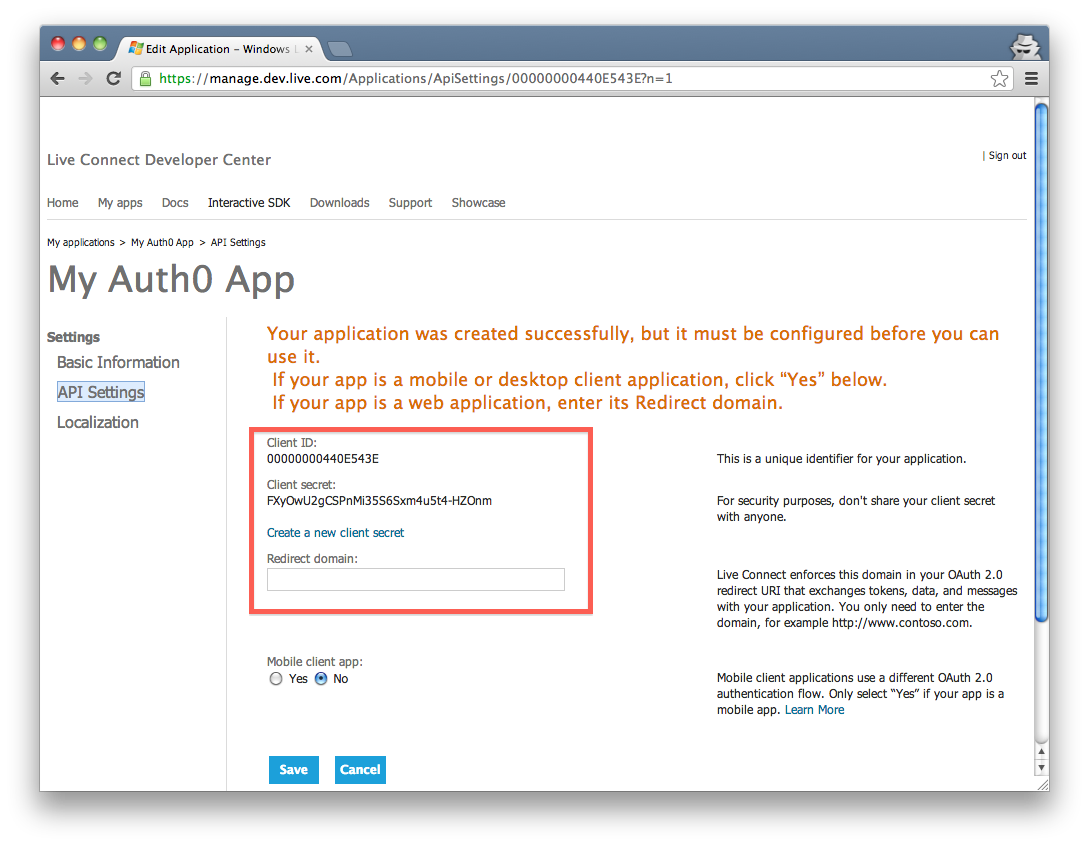 Edit Application – Windows L
https://manage.dev.live.com/Applications/ApiSettings/00000000440E543E?n=1
Live Connect Developer Center
| Sign out
Home My apps Docs Interactive SDK Downloads Support Showcase
My applications > My Auth0 App > API Settings
My Auth0 App
Settings
Basic Information
API Settings
Localization
Your application was created successfully, but it must be configured before you can
use it.
If your app is a mobile or desktop client application, click “Yes” below.
If your app is a web application, enter its Redirect domain.
Client ID:
00000000440E543E
This is a unique identifier for your application.
Client secret:
FXyOwU2gCSPnMi35S6Sxm4u5t4-HZOnm
For security purposes, don't share your client secret
with anyone.
Create a new client secret
Redirect domain:
Live Connect enforces this domain in your OAuth 2.0
redirect URI that exchanges tokens, data, and messages
with your application. You only need to enter the
domain, for example http://www.contoso.com.
Mobile client app:
Yes No
Mobile client applications use a different OAuth 2.0
authentication flow. Only select “Yes” if your app is a
mobile app. Learn More
Save Cancel